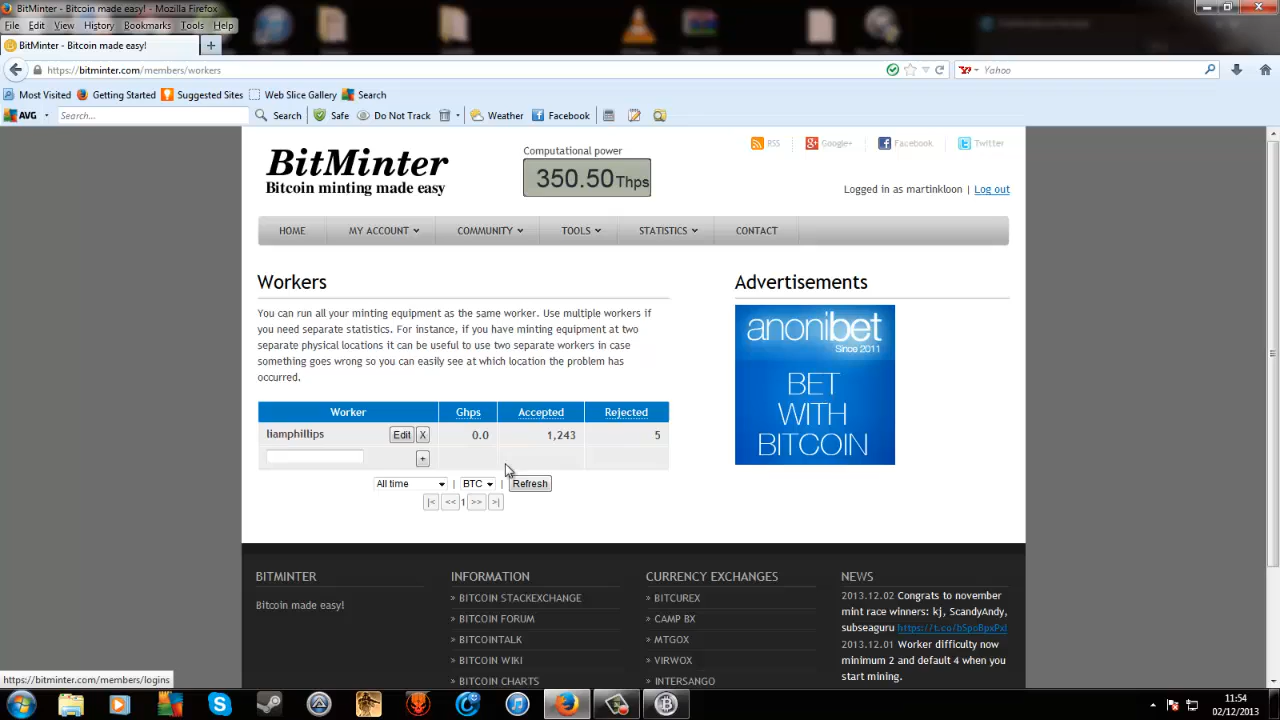 BitMinter - Bitcoin made easy! - Mozilla Firefox
File Edit View History Bookmarks Tools Help
BitMinter - Bitcoin made easy!
https://bitminter.com/members/workers
Yahoo
Most Visited Getting Started Suggested Sites Web Slice Gallery Search
AVG Search... Search Safe Do Not Track Weather Facebook
BitMinter
Bitcoin minting made easy
Computational power
350.50Thps
RSS Google+ Facebook Twitter
Logged in as martinkloon | Log out
HOME MY ACCOUNT COMMUNITY TOOLS STATISTICS CONTACT
Workers
You can run all your minting equipment as the same worker. Use multiple workers if
you need separate statistics. For instance, if you have minting equipment at two
separate physical locations it can be useful to use two separate workers in case
something goes wrong so you can easily see at which location the problem has
occurred.
Worker Ghps Accepted Rejected
liamphillips Edit X 0.0 1,243 5
+
All time | BTC | Refresh
|< << 1 >> >|
Advertisements
anonibet
Since 2011
BET
WITH
BITCOIN
BITMINTER
Bitcoin made easy!
INFORMATION
» BITCOIN STACKEXCHANGE
» BITCOIN FORUM
» BITCOINTALK
» BITCOIN WIKI
» BITCOIN CHARTS
CURRENCY EXCHANGES
» BITCUREX
» CAMP BX
» MTGOX
» VIRWOX
» INTERSANGO
NEWS
2013.12.02 Congrats to november
mint race winners: kj, ScandyAndy,
subseaguru
2013.12.01 Worker difficulty now
minimum 2 and default 4 when you
start mining.
https://bitminter.com/members/logins
11:54
02/12/2013